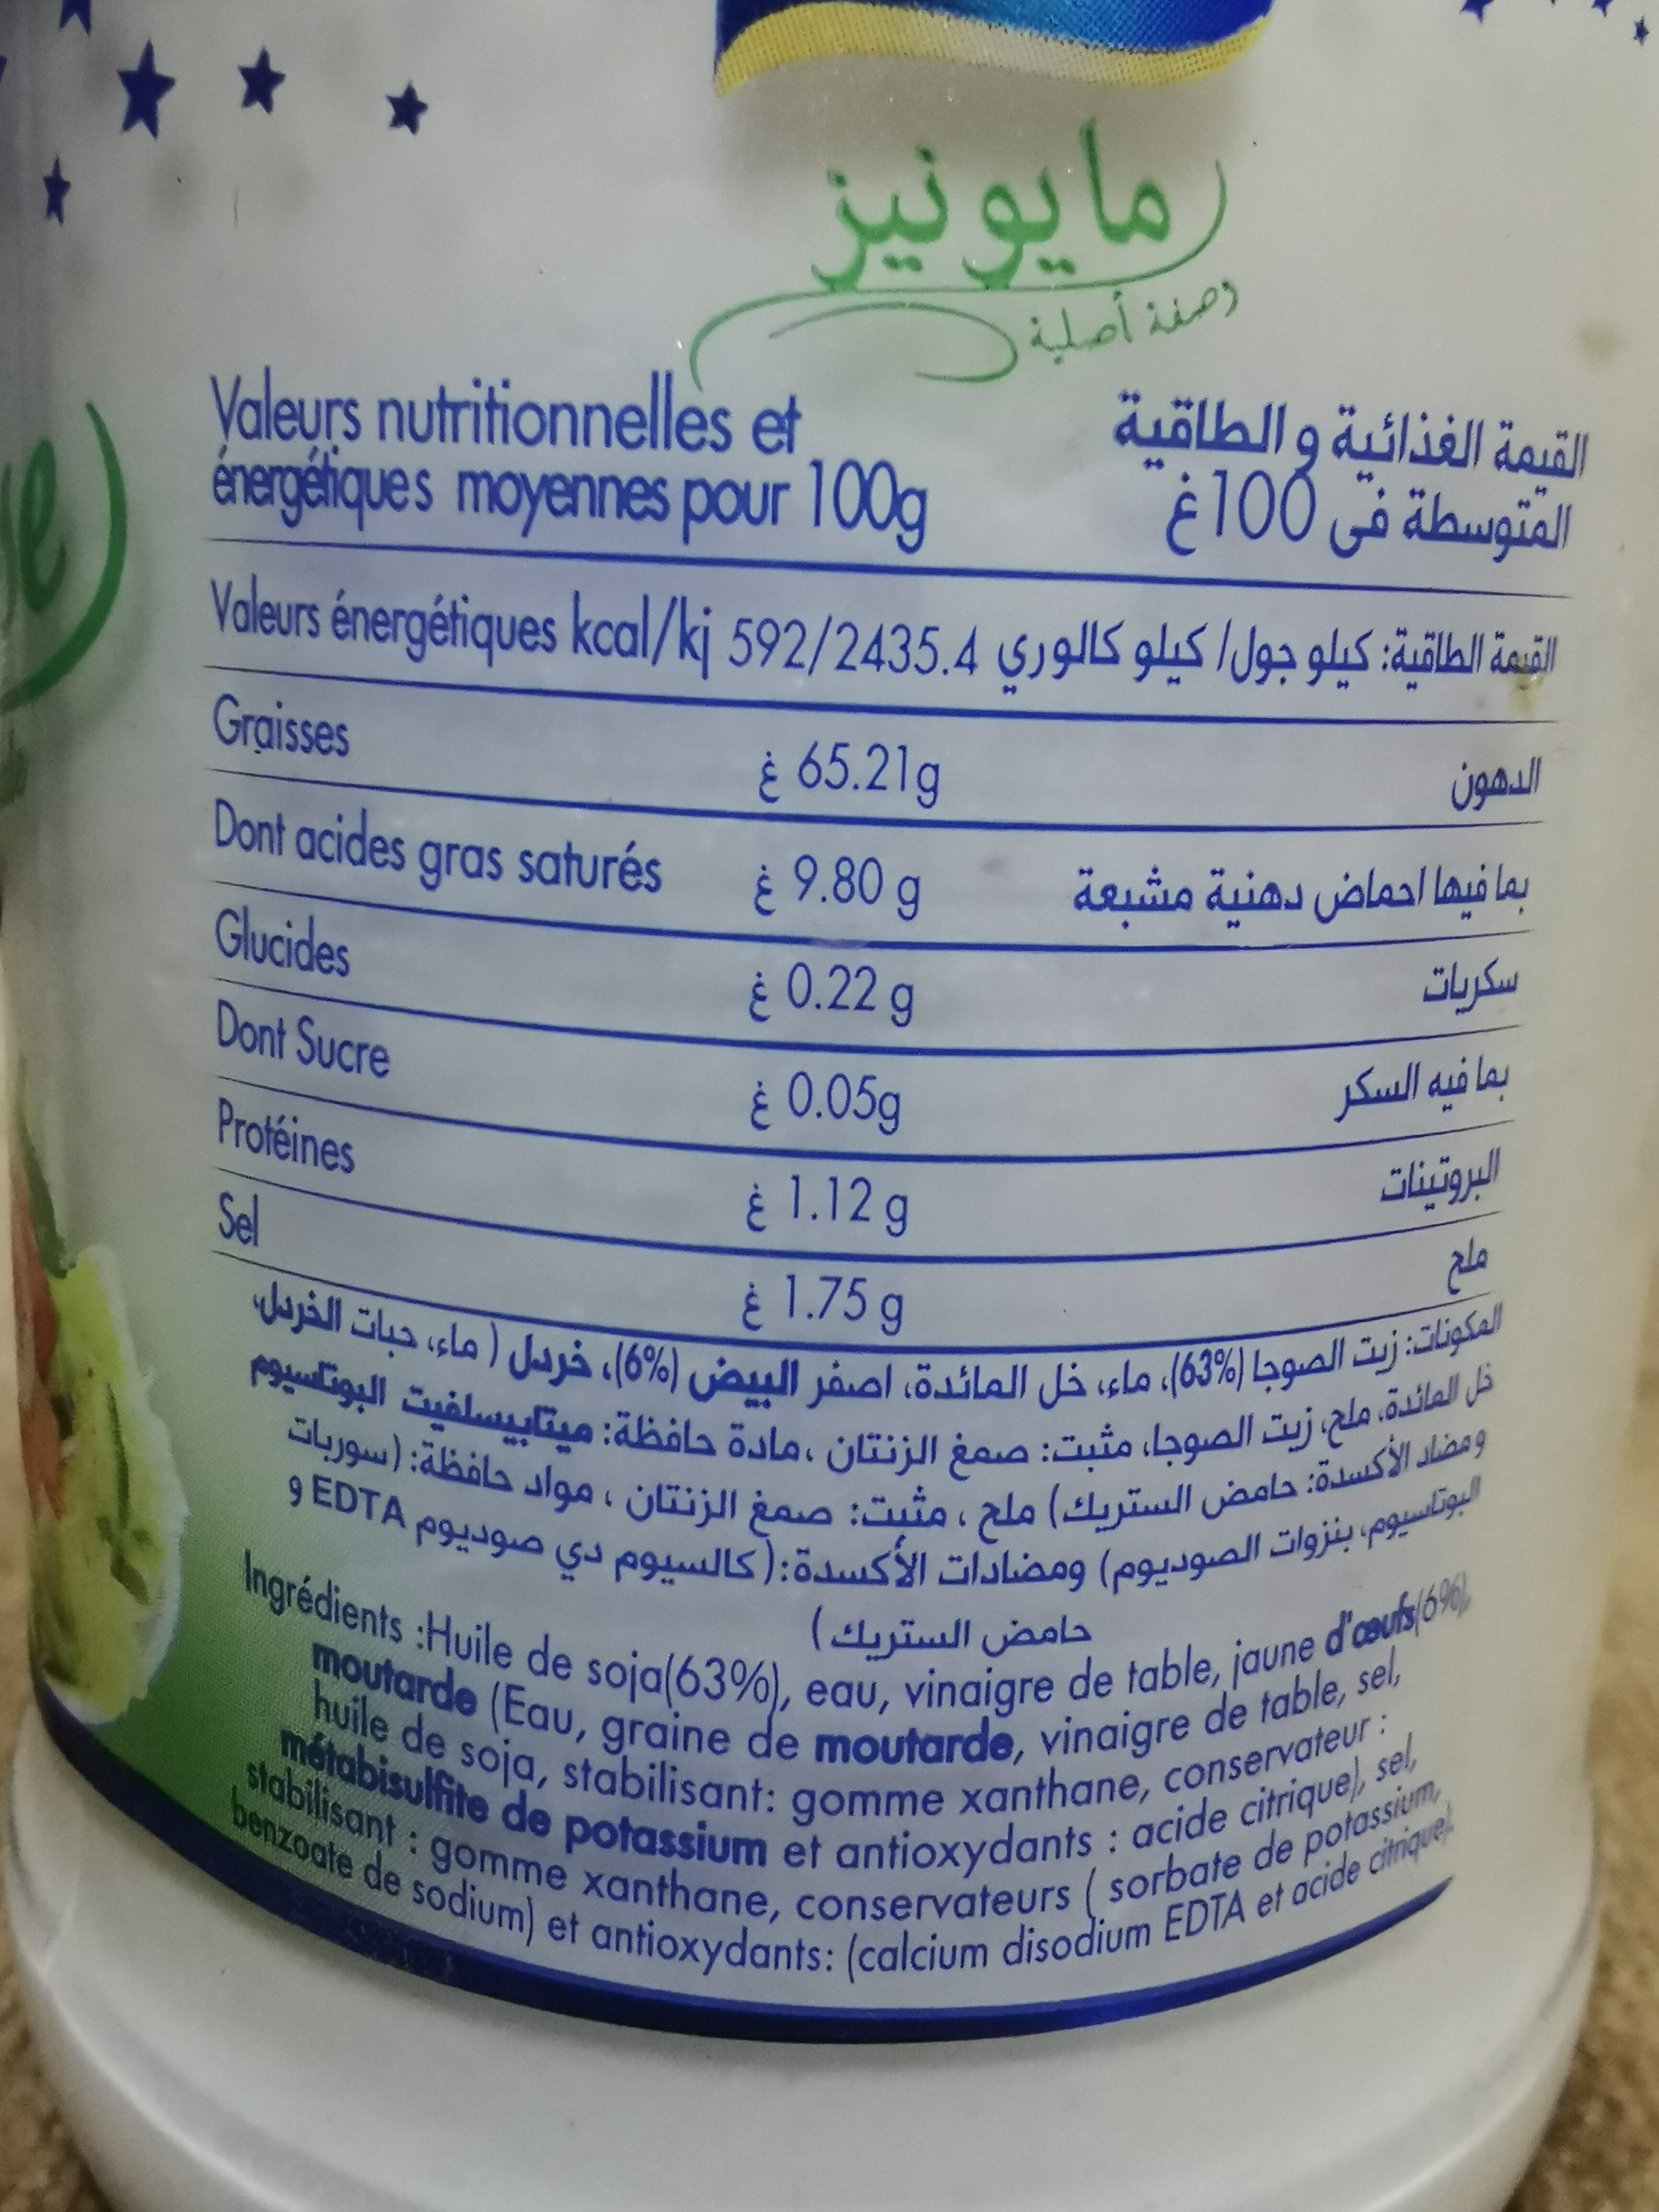 مايونيز
وصفة أصلية
Valeurs nutritionnelles et القيمة الغذائية و الطاقية
énergétiques moyennes pour 100g المتوسطة في 100غ
Valeurs énergétiques kcal/kj 592/2435.4 القيمة الطاقية: كيلو جول/ كيلو كالوري
Graisses 65.21g غ الدهون
Dont acides gras saturés 9.80 g غ بما فيها احماض دهنية مشبعة
Glucides 0.22 g غ سكريات
Dont Sucre 0.05g غ بما فيه السكر
Protéines 1.12 g غ البروتينات
Sel 1.75 g غ ملح
المكونات: زيت الصوجا (63%)، ماء، خل المائدة، اصفر البيض (6%)، خردل ( ماء، حبات الخردل،
خل المائدة، ملح، زيت الصوجا، مثبت: صمغ الزنتان ،مادة حافظة: ميتابيسلفيت البوتاسيوم
ومضاد الأكسدة: حامض الستريك) ملح ، مثبت: صمغ الزنتان ، مواد حافظة: (سوربات
البوتاسيوم، بنزوات الصوديوم) ومضادات الأكسدة:(كالسيوم دي صوديوم EDTA و
حامض الستريك)
Ingrédients :Huile de soja(63%), eau, vinaigre de table, jaune d'œufs(6%),
moutarde (Eau, graine de moutarde, vinaigre de table, sel,
huile de soja, stabilisant: gomme xanthane, conservateur :
métabisulfite de potassium et antioxydants : acide citrique), sel,
stabilisant : gomme xanthane, conservateurs ( sorbate de potassium,
benzoate de sodium) et antioxydants: (calcium disodium EDTA et acide citrique).